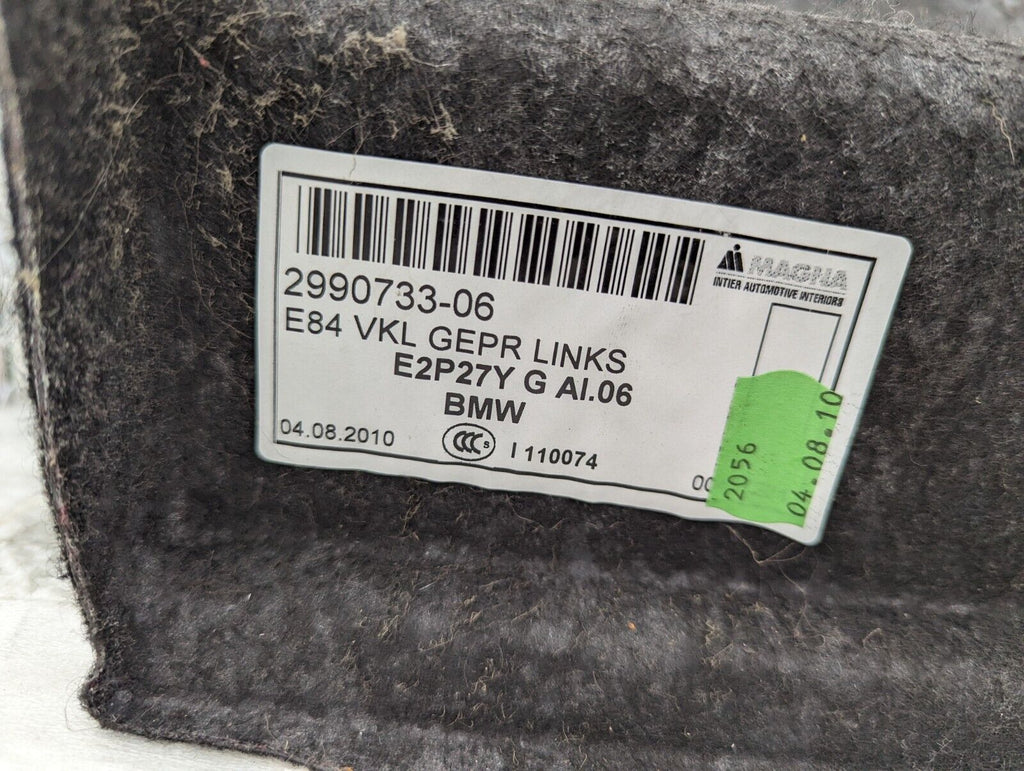 MAGNA
INTIER AUTOMOTIVE INTERIORS
2990733-06
E84 VKL GEPR LINKS
E2P27Y G AI.06
BMW
04.08.2010
CCC S
I 110074
2056
04.08.10